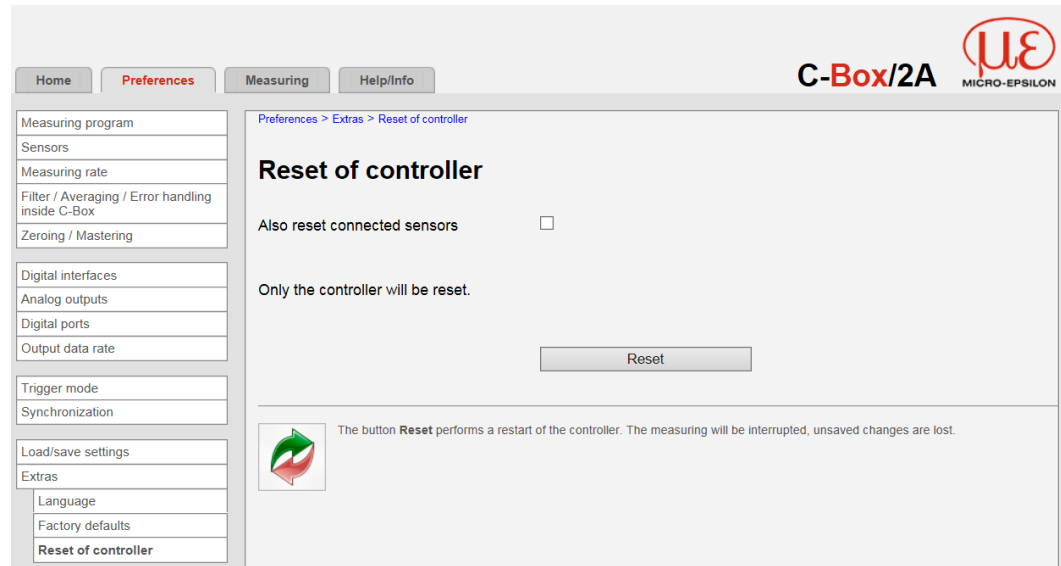 Home
Preferences
Measuring
Help/Info
C-Box/2A
με
MICRO-EPSILON
Measuring program
Sensors
Measuring rate
Filter / Averaging / Error handling
inside C-Box
Zeroing / Mastering
Digital interfaces
Analog outputs
Digital ports
Output data rate
Trigger mode
Synchronization
Load/save settings
Extras
Language
Factory defaults
Reset of controller
Preferences > Extras > Reset of controller
Reset of controller
Also reset connected sensors
Only the controller will be reset.
Reset
The button Reset performs a restart of the controller. The measuring will be interrupted, unsaved changes are lost.